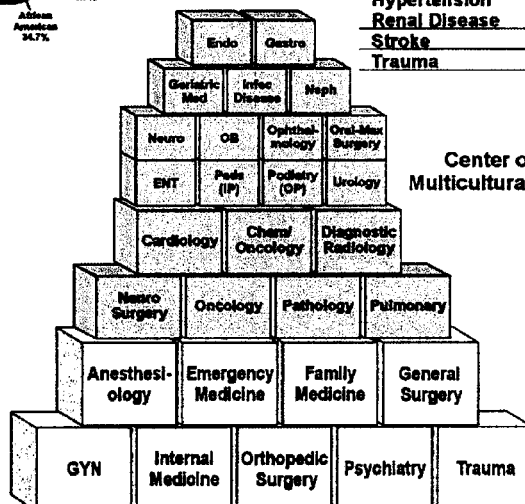 African
American
34.7%
Hypertension
Renal Disease
Stroke
Trauma
Endo
Gastro
Geriatric
Med
Infec
Disease
Neph
Neuro
OB
Ophthal-
mology
Oral-Max
Surgery
ENT
Peds
(IP)
Podiatry
(OP)
Urology
Center o
Multicultura
Cardiology
Chem/
Oncology
Diagnostic
Radiology
Neuro
Surgery
Oncology
Pathology
Pulmonary
Anesthesi-
ology
Emergency
Medicine
Family
Medicine
General
Surgery
GYN
Internal
Medicine
Orthopedic
Surgery
Psychiatry
Trauma